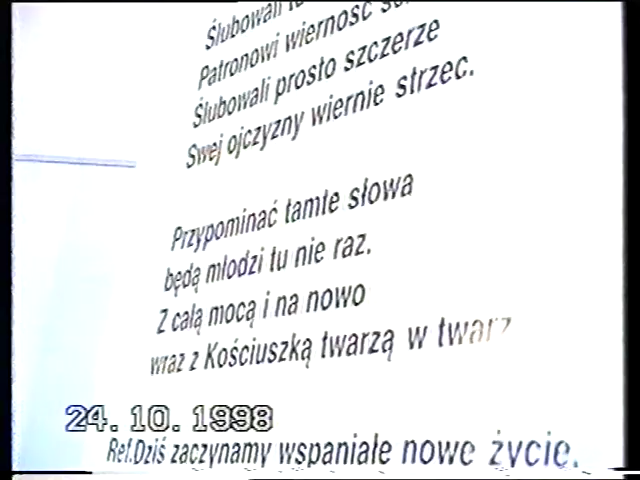 Ślubowali
Patronowi wierność
Ślubowali prosto szczerze
Swej ojczyzny wiernie strzec.
Przypominać tamte słowa
będą młodzi tu nie raz.
Z całą mocą i na nowo
wraz z Kościuszką twarzą w twarz
24.10.1998
Ref.Dziś zaczynamy wspaniałe nowe życie.